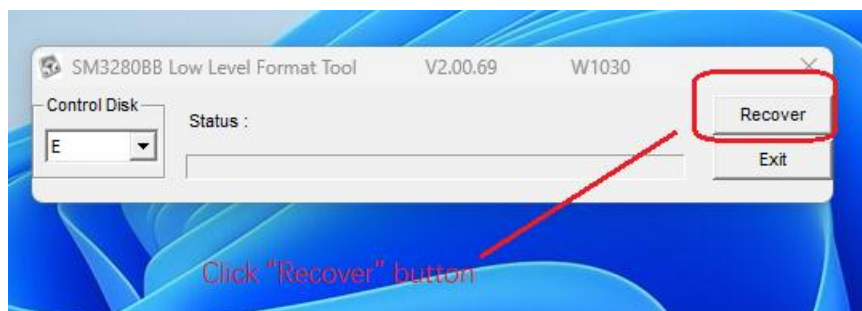 SM3280BB Low Level Format Tool V2.00.69 W1030
Control Disk
Status :
Recover
E
Exit
Click "Recover" button